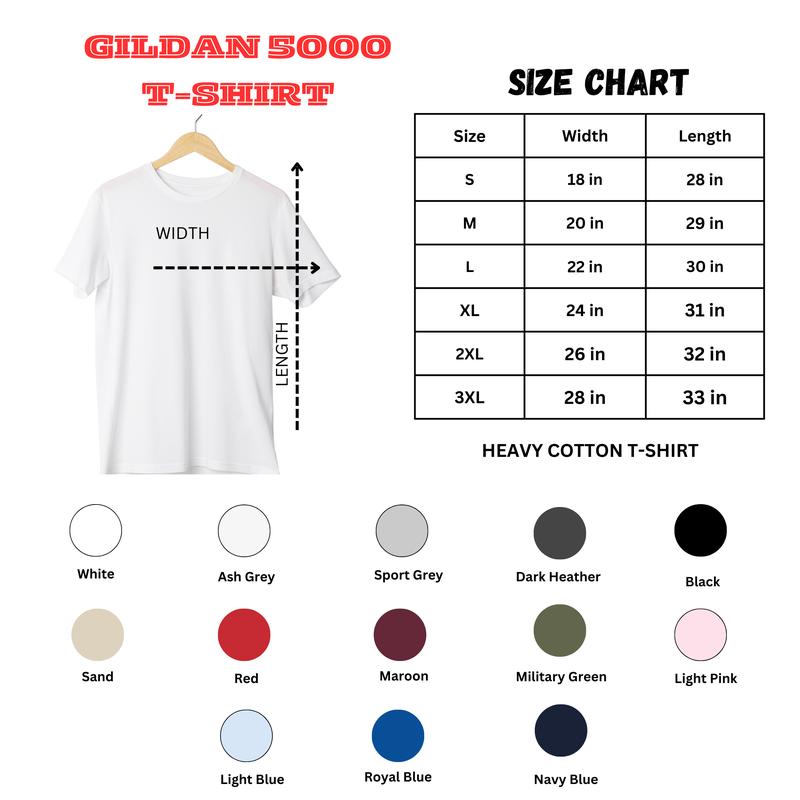 GILDAN 5000
T-SHIRT
SIZE CHART
Size Width Length
S 18 in 28 in
M 20 in 29 in
L 22 in 30 in
XL 24 in 31 in
2XL 26 in 32 in
3XL 28 in 33 in
WIDTH
LENGTH
HEAVY COTTON T-SHIRT
White Ash Grey Sport Grey Dark Heather Black
Sand Red Maroon Military Green Light Pink
Light Blue Royal Blue Navy Blue